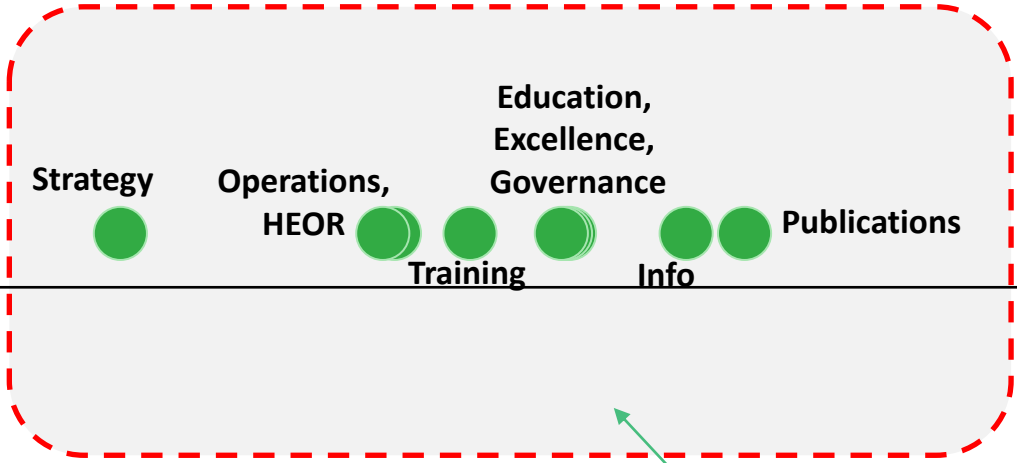 Education,
Excellence,
Governance
Strategy
Operations,
HEOR
Publications
Training
Info